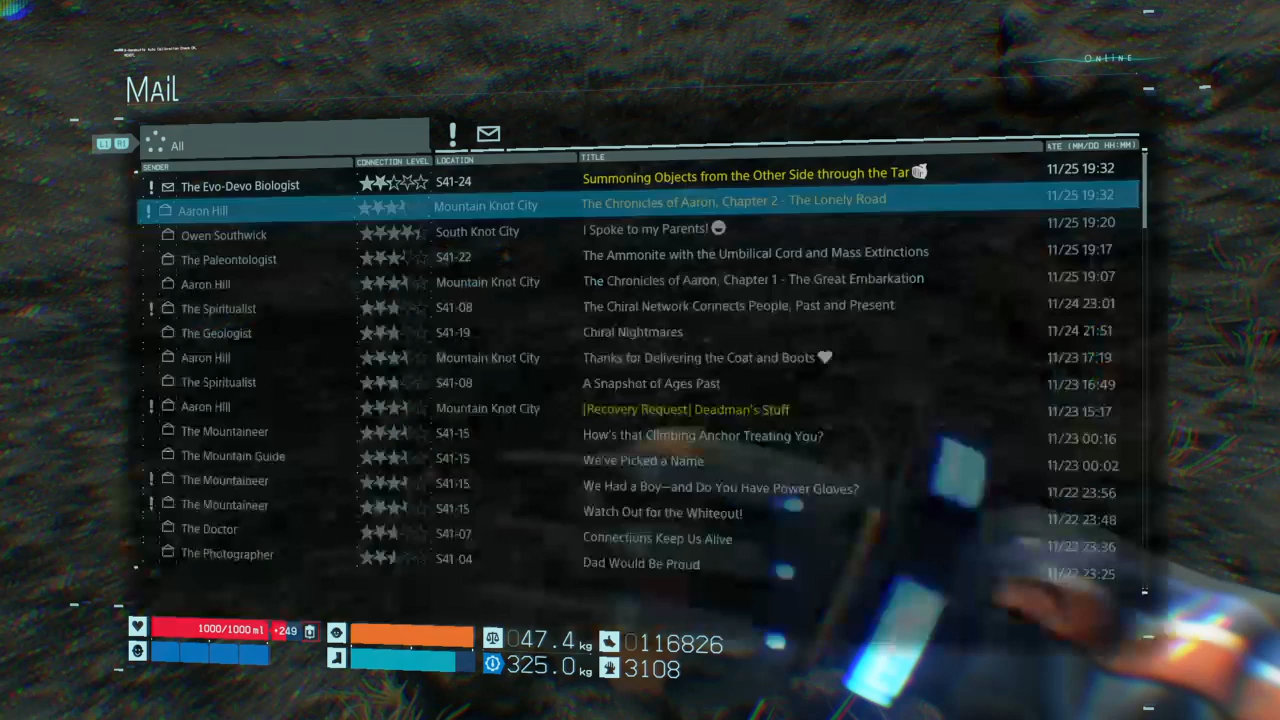 Online
Mail
L1 R1 All
SENDER CONNECTION LEVEL LOCATION TITLE ATE (MM/DD HH:MM)
The Evo-Devo Biologist S41-24 Summoning Objects from the Other Side through the Tar 11/25 19:32
Aaron Hill Mountain Knot City The Chronicles of Aaron, Chapter 2 - The Lonely Road 11/25 19:32
Owen Southwick South Knot City I Spoke to my Parents! 11/25 19:20
The Paleontologist S41-22 The Ammonite with the Umbilical Cord and Mass Extinctions 11/25 19:17
Aaron Hill Mountain Knot City The Chronicles of Aaron, Chapter 1 - The Great Embarkation 11/25 19:07
The Spiritualist S41-08 The Chiral Network Connects People, Past and Present 11/24 23:01
The Geologist S41-19 Chiral Nightmares 11/24 21:51
Aaron Hill Mountain Knot City Thanks for Delivering the Coat and Boots 11/23 17:19
The Spiritualist S41-08 A Snapshot of Ages Past 11/23 16:49
Aaron Hill Mountain Knot City [Recovery Request] Deadman's Stuff 11/23 15:17
The Mountaineer S41-15 How's that Climbing Anchor Treating You? 11/23 00:16
The Mountain Guide S41-15 We've Picked a Name 11/23 00:02
The Mountaineer S41-15 We Had a Boy—and Do You Have Power Gloves? 11/22 23:56
The Mountaineer S41-15 Watch Out for the Whiteout! 11/22 23:48
The Doctor S41-07 Connections Keep Us Alive 11/22 23:36
The Photographer S41-04 Dad Would Be Proud 11/22 23:25
1000/1000 ml +249 047.4 kg 0116826
325.0 kg 3108